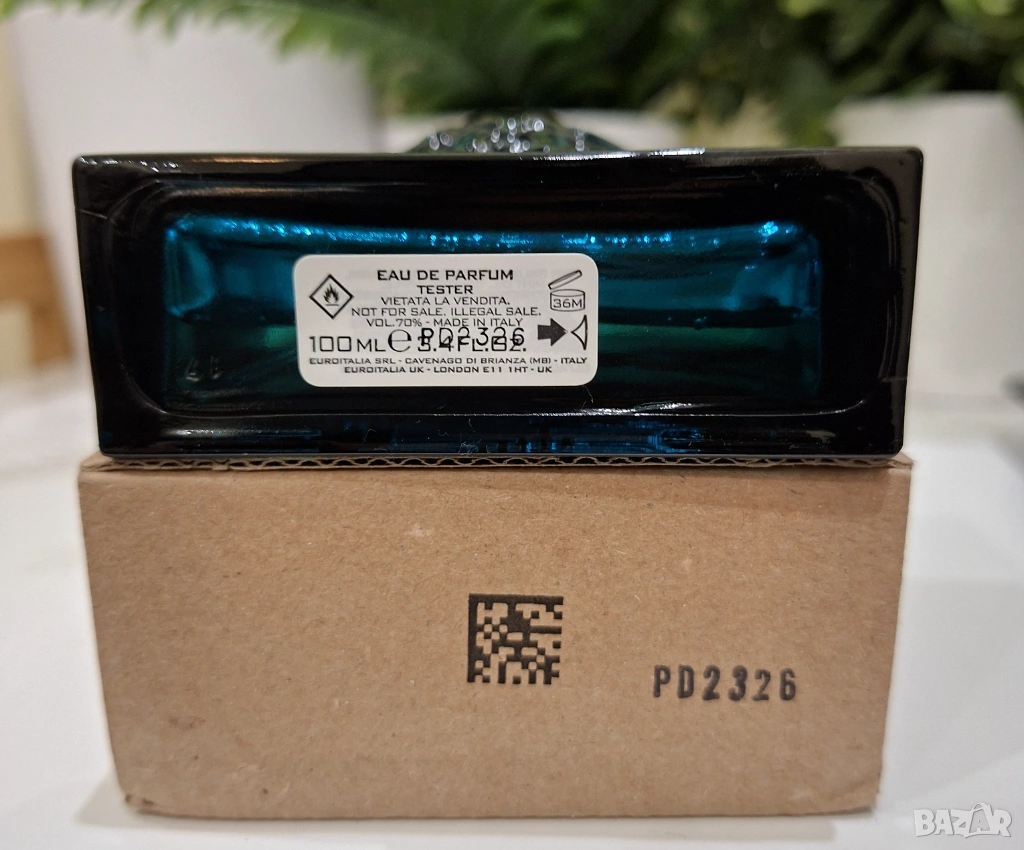 EAU DE PARFUM
TESTER
VIETATA LA VENDITA.
NOT FOR SALE. ILLEGAL SALE.
VOL.70% - MADE IN ITALY
36M
100 ML e 3.4 FL.OZ.
PD2326
EUROITALIA SRL - CAVENAGO DI BRIANZA (MB) - ITALY
EUROITALIA UK - LONDON E11 1HT - UK
PD2326
BAZAR